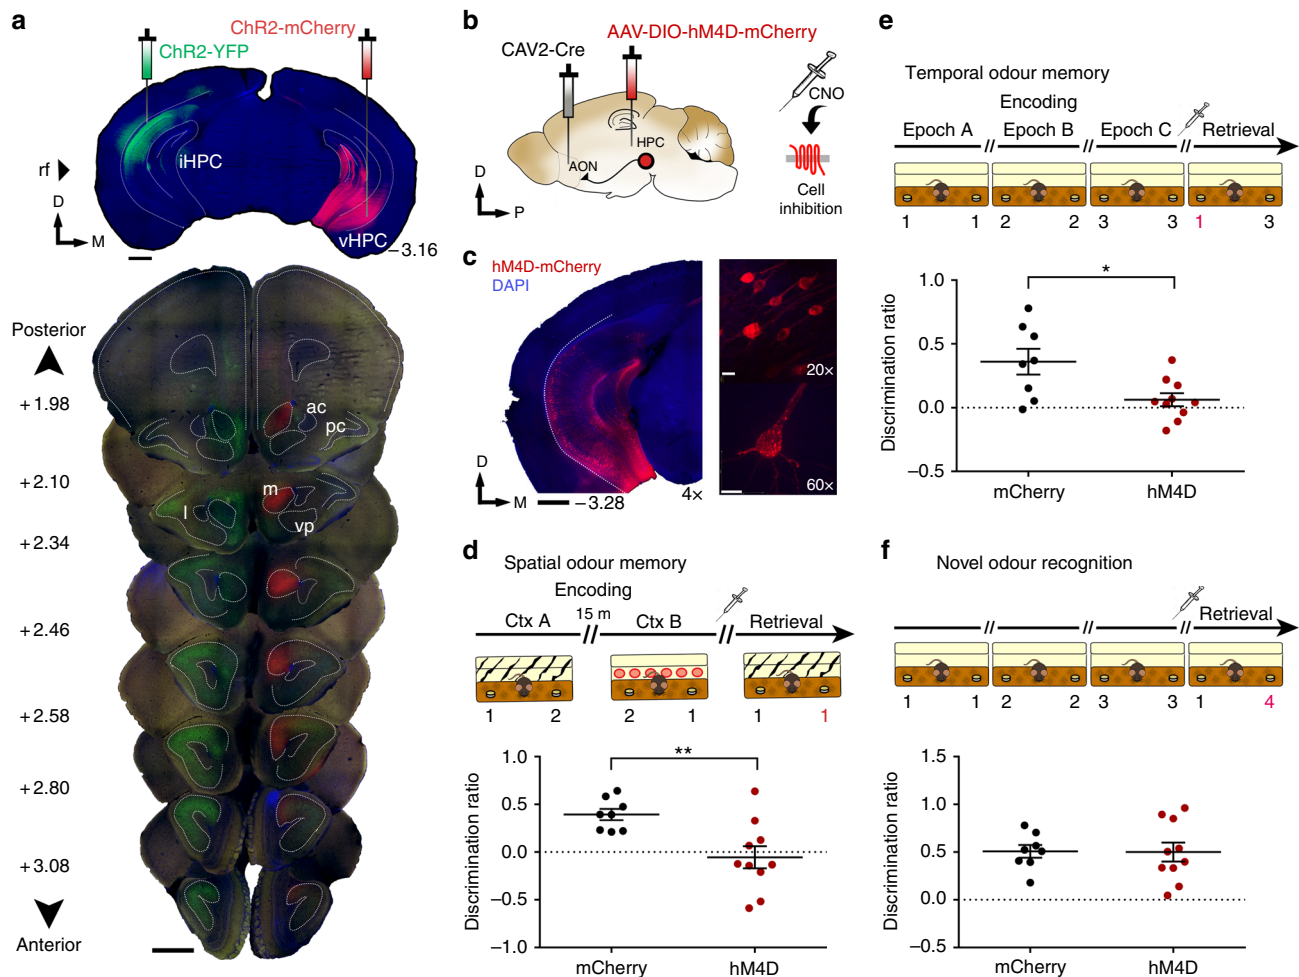 a
ChR2-mCherry
ChR2-YFP
iHPC
rf
D
M
vHPC
−3.16
Posterior
+1.98
ac
pc
+2.10
m
l
vp
+2.34
+2.46
+2.58
+2.80
+3.08
Anterior
b
AAV-DIO-hM4D-mCherry
CAV2-Cre
CNO
HPC
AON
D
P
Cell
inhibition
c
hM4D-mCherry
DAPI
20×
D
M
−3.28
4×
60×
d
Spatial odour memory
Encoding
Ctx A
15 m
Ctx B
Retrieval
1 2 2 1 1 1
**
Discrimination ratio
1.0
0.5
0.0
−0.5
−1.0
mCherry hM4D
e
Temporal odour memory
Encoding
Epoch A Epoch B Epoch C Retrieval
1 1 2 2 3 3 1 3
*
Discrimination ratio
1.0
0.5
0.0
−0.5
mCherry hM4D
f
Novel odour recognition
Retrieval
1 1 2 2 3 3 1 4
Discrimination ratio
1.5
1.0
0.5
0.0
−0.5
mCherry hM4D